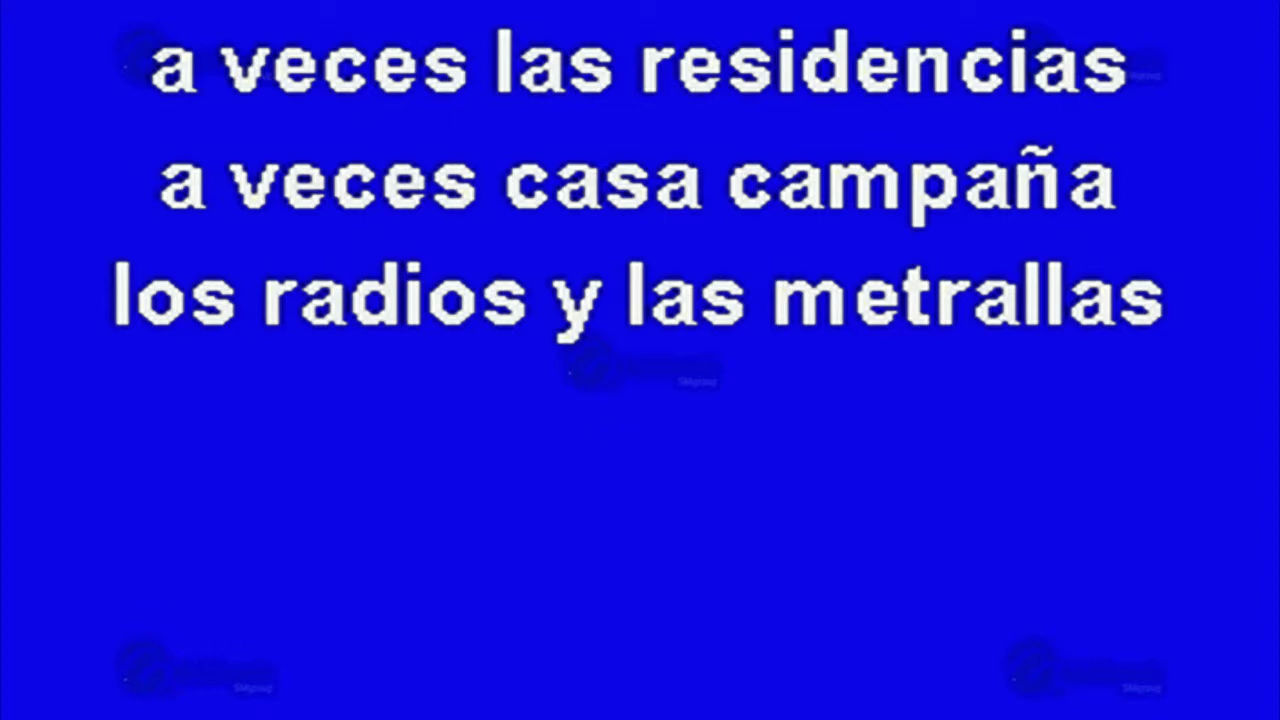 a veces las residencias
a veces casa campaña
los radios y las metrallas